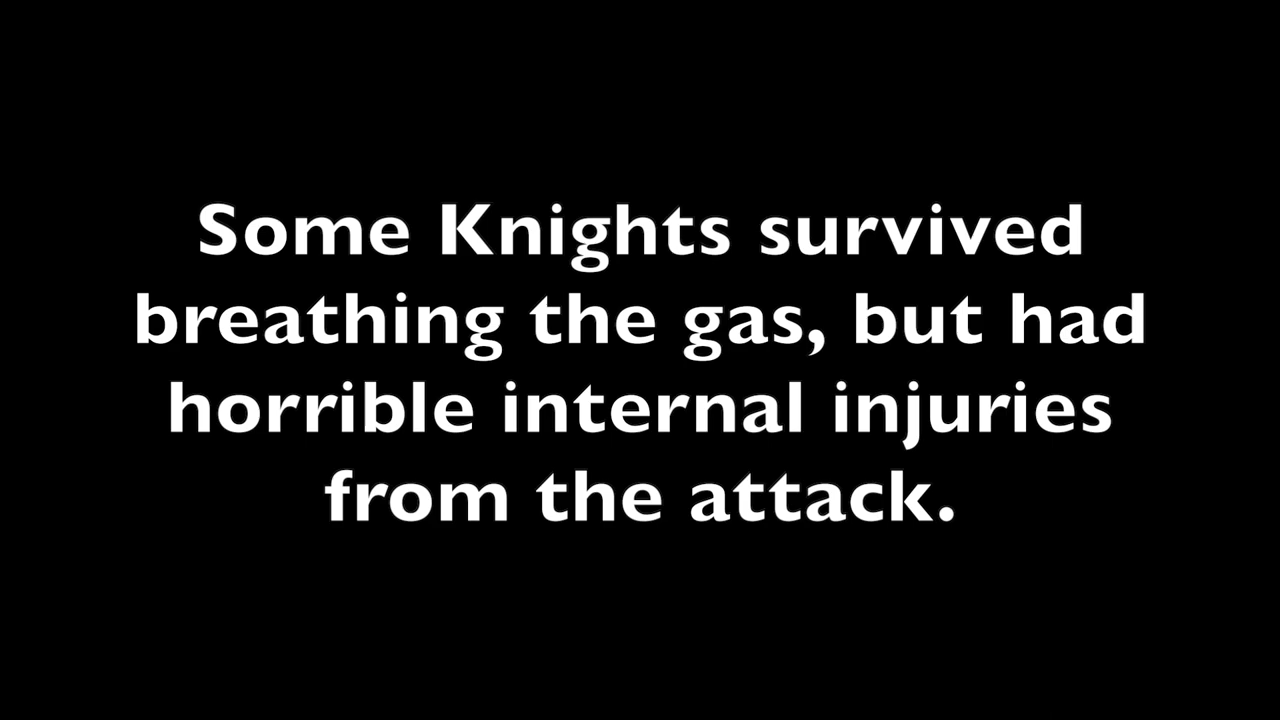 Some Knights survived
breathing the gas, but had
horrible internal injuries
from the attack.